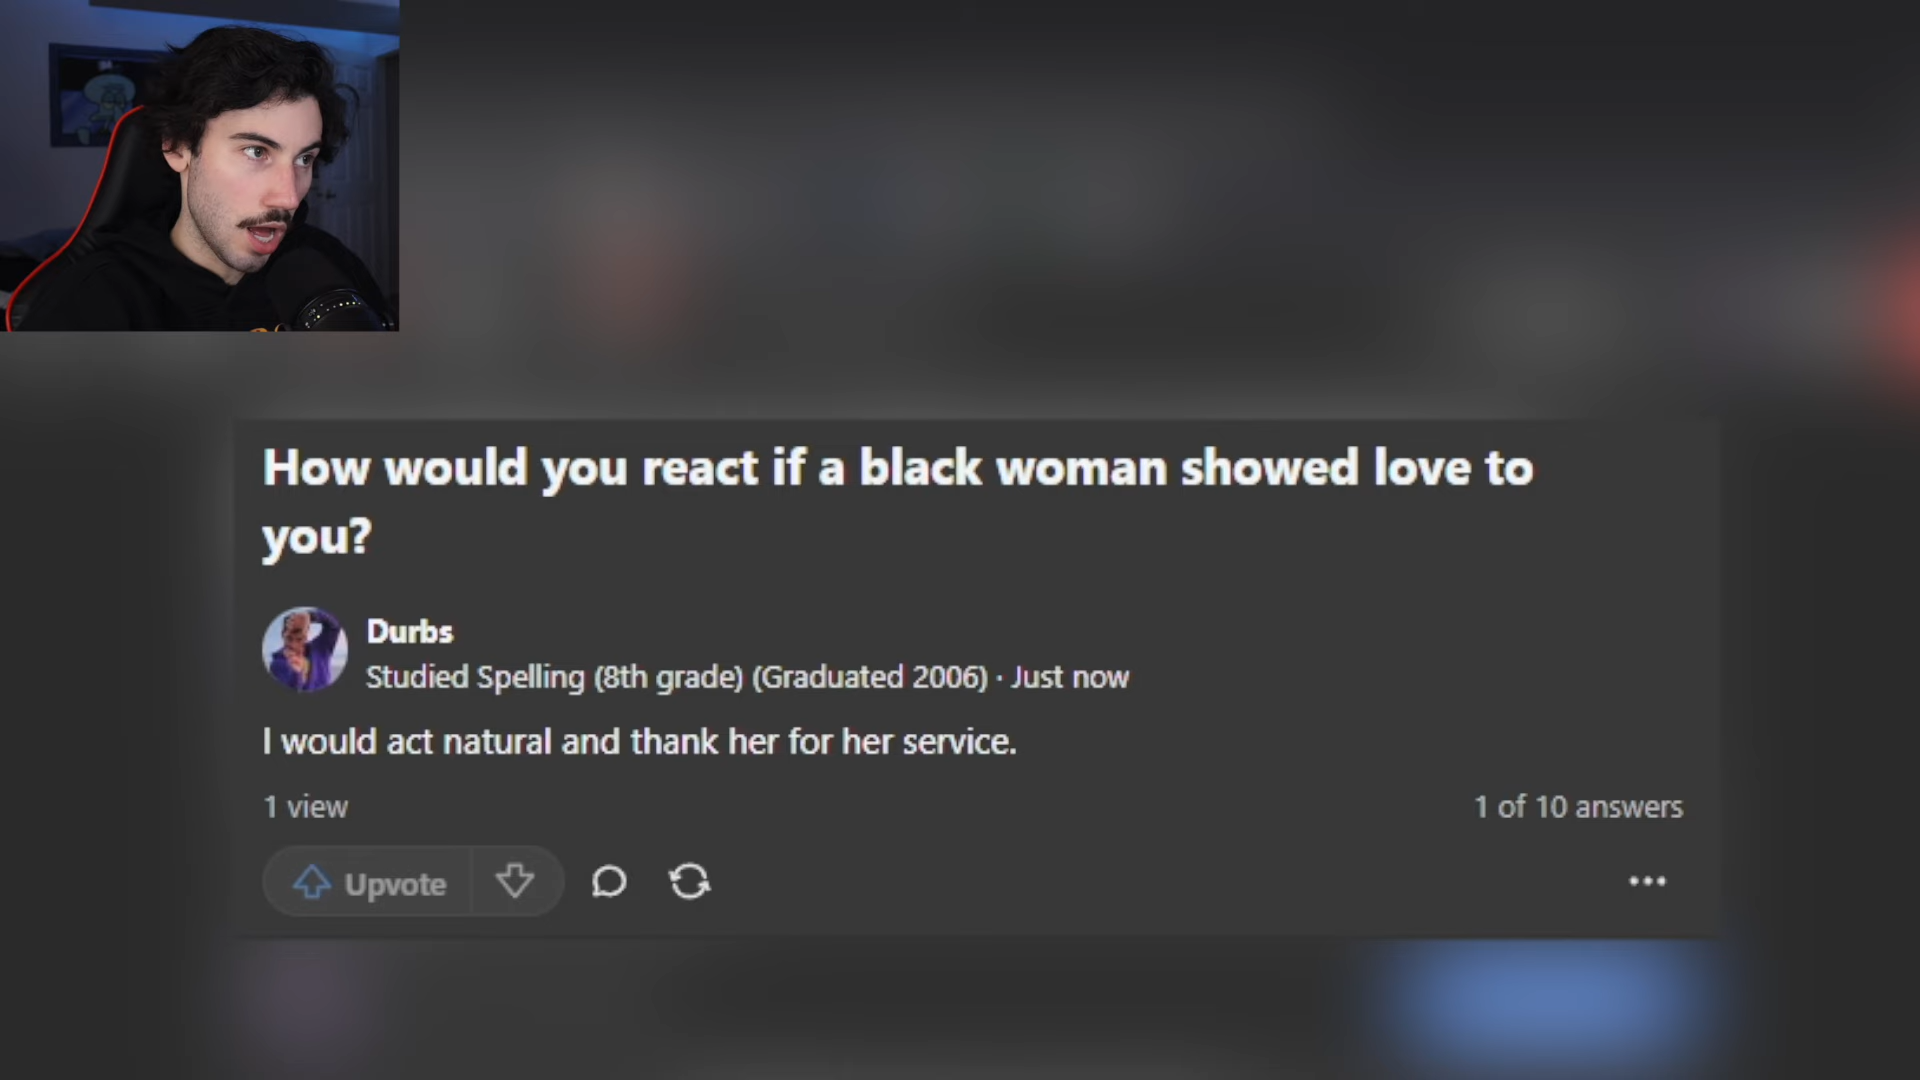 How would you react if a black woman showed love to
you?
Durbs
Studied Spelling (8th grade) (Graduated 2006) · Just now
I would act natural and thank her for her service.
1 view
1 of 10 answers
Upvote